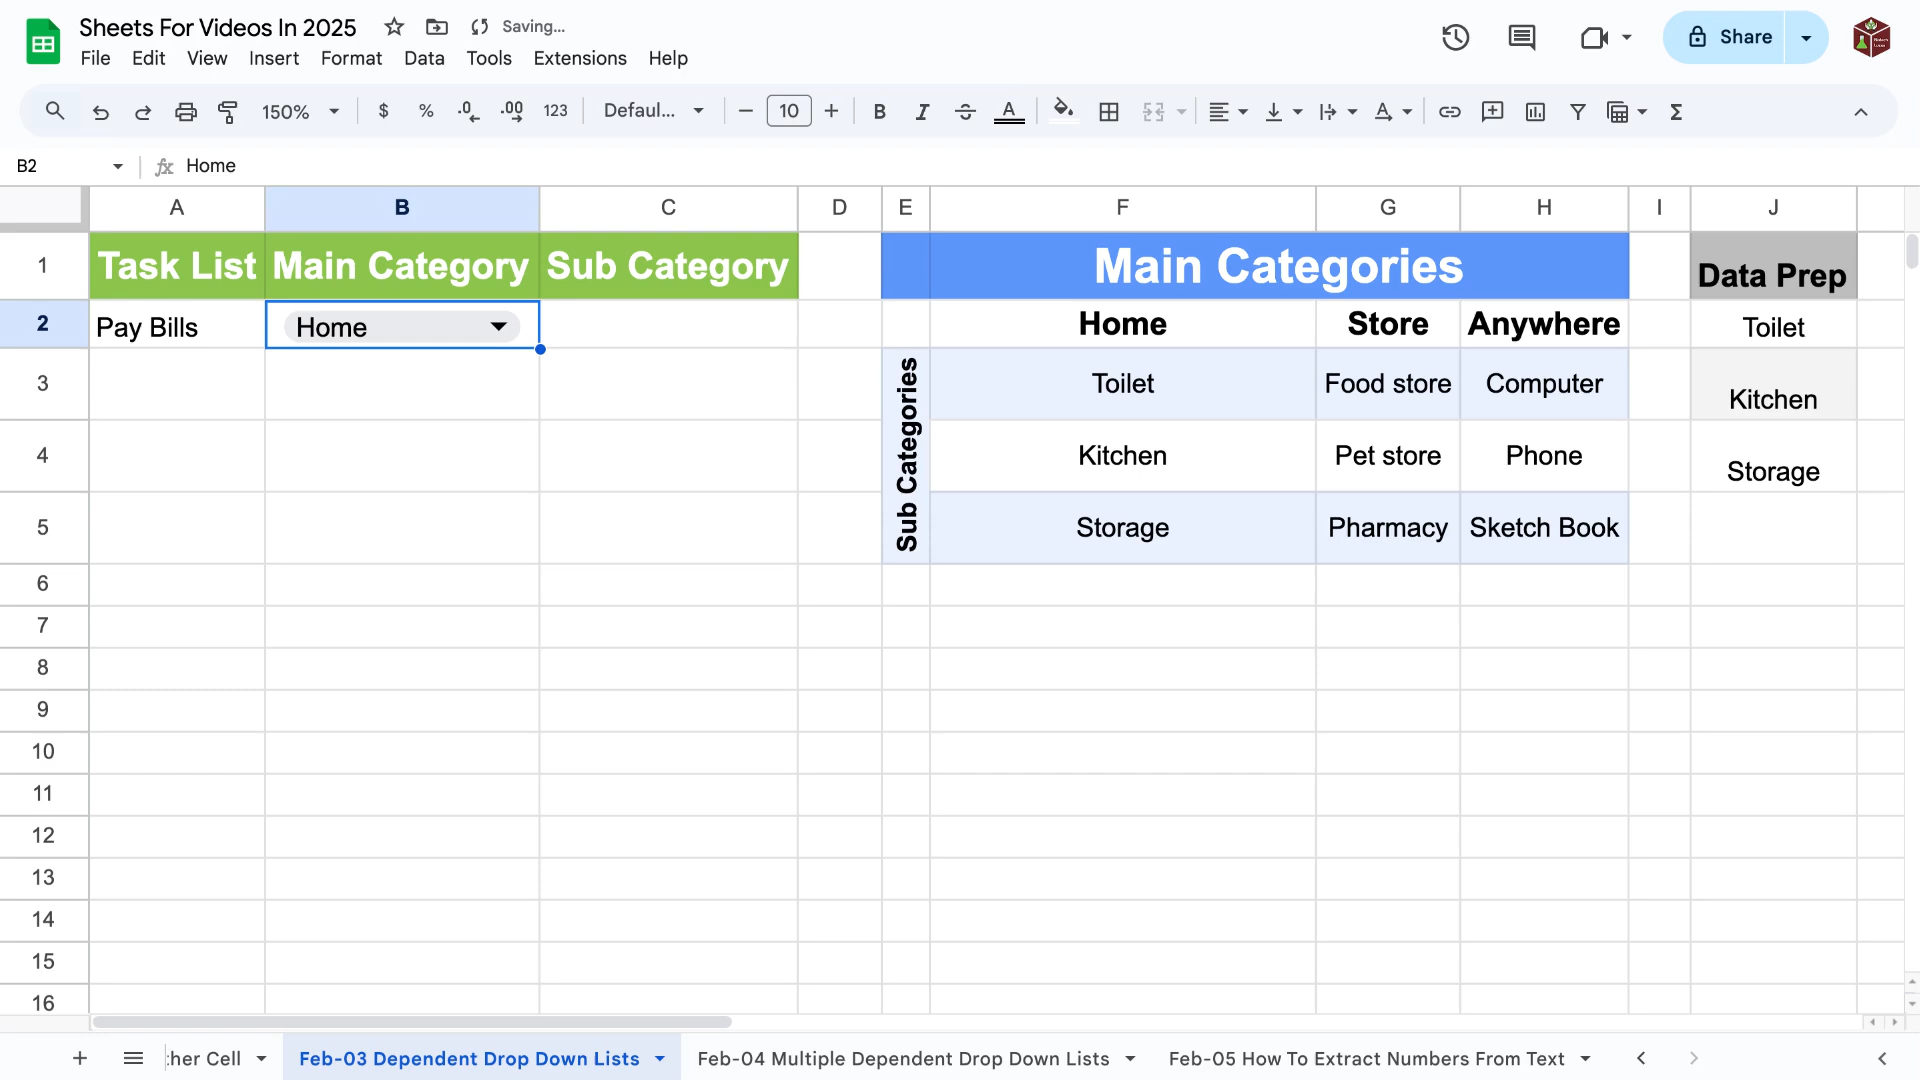 Sheets For Videos In 2025
Saving...
File Edit View Insert Format Data Tools Extensions Help
Share
150% $ % .0 .00 123 Defaul... 10 B I A Σ
B2 Home
A B C D E F G H I J
1 Task List Main Category Sub Category Main Categories Data Prep
2 Pay Bills Home Home Store Anywhere Toilet
Sub Categories
3 Toilet Food store Computer Kitchen
4 Kitchen Pet store Phone Storage
5 Storage Pharmacy Sketch Book
6
7
8
9
10
11
12
13
14
15
16
:her Cell Feb-03 Dependent Drop Down Lists Feb-04 Multiple Dependent Drop Down Lists Feb-05 How To Extract Numbers From Text